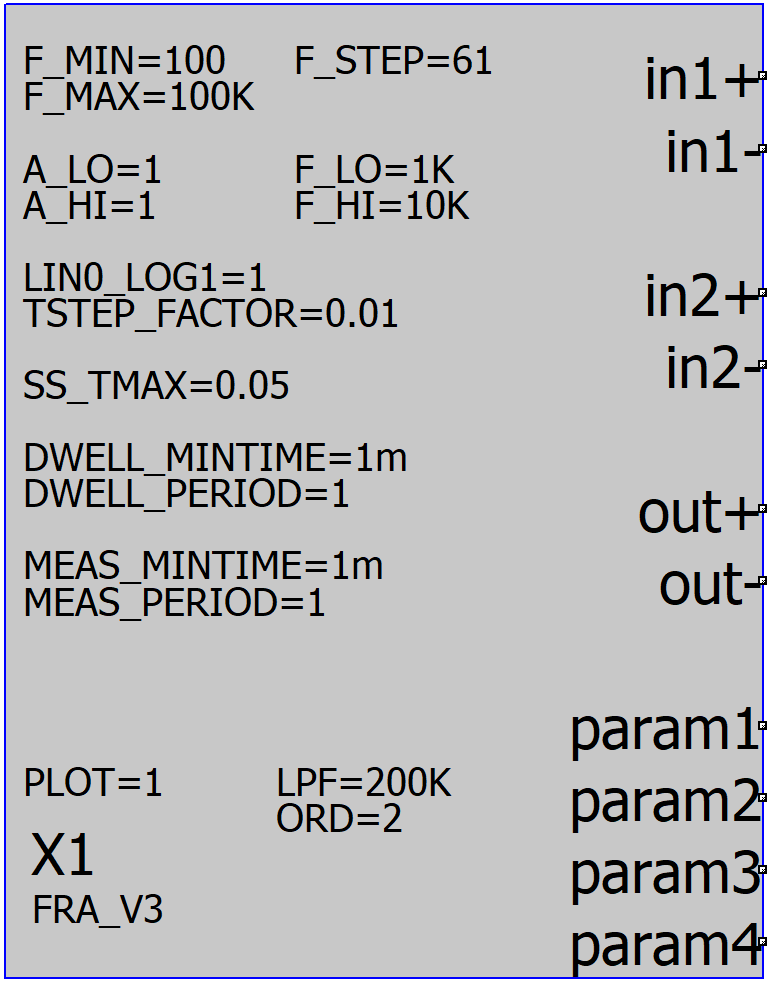 F_MIN=100 F_STEP=61 in1+
F_MAX=100K
in1-
A_LO=1 F_LO=1K
A_HI=1 F_HI=10K
LIN0_LOG1=1 in2+
TSTEP_FACTOR=0.01
in2-
SS_TMAX=0.05
DWELL_MINTIME=1m
DWELL_PERIOD=1 out+
MEAS_MINTIME=1m out-
MEAS_PERIOD=1
param1
PLOT=1 LPF=200K param2
ORD=2
X1 param3
FRA_V3
param4